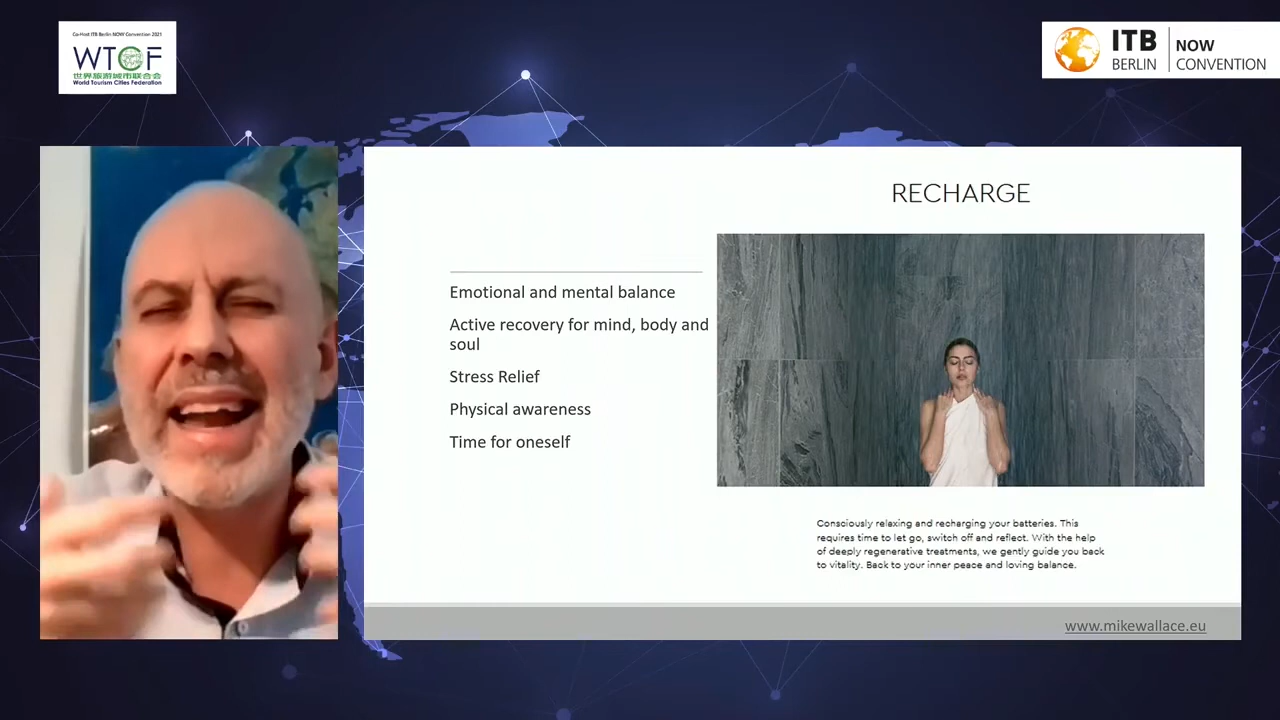 Co-Host ITB Berlin NOW Convention 2021
WTCF
世界旅游城市联合会
World Tourism Cities Federation
ITB
BERLIN
NOW
CONVENTION
RECHARGE
Emotional and mental balance
Active recovery for mind, body and
soul
Stress Relief
Physical awareness
Time for oneself
Consciously relaxing and recharging your batteries. This
requires time to let go, switch off and reflect. With the help
of deeply regenerative treatments, we gently guide you back
to vitality. Back to your inner peace and loving balance.
www.mikewallace.eu